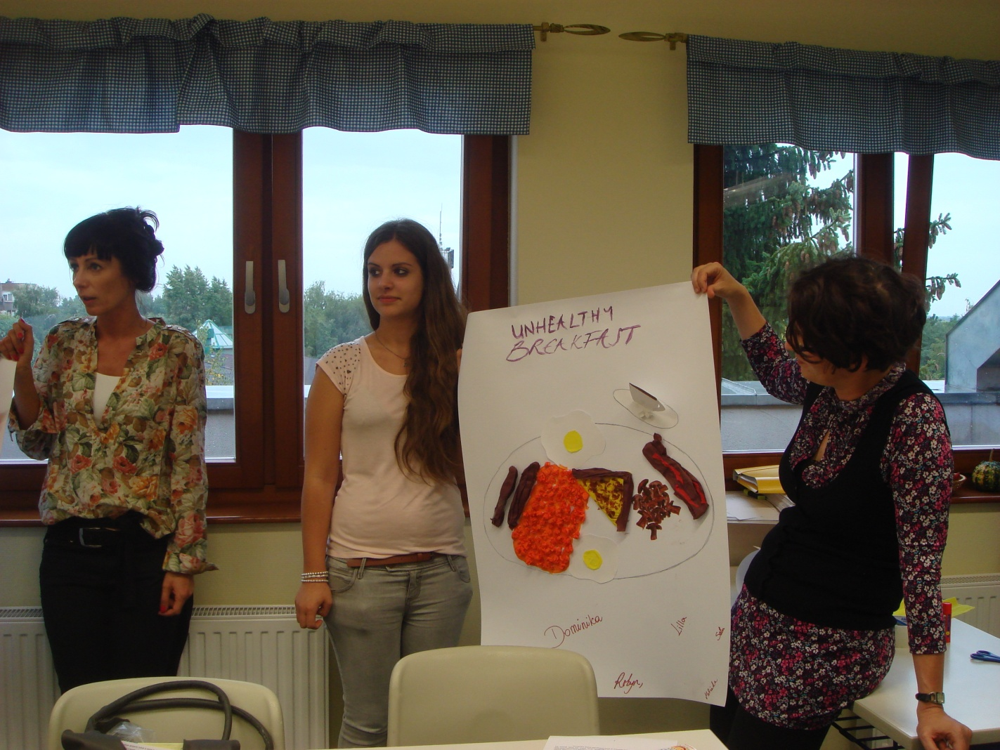 UNHEALTHY
BREAKFAST
Dominika
Lilla
Robyn,